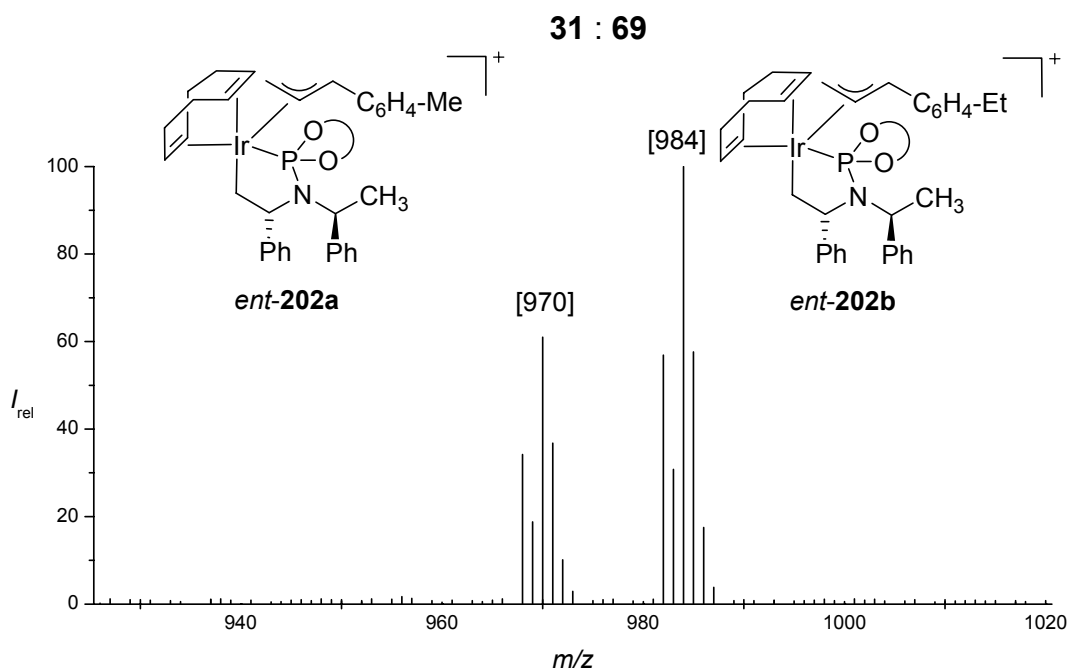 31 : 69
+
C6H4-Me
Ir
P
O
O
N
CH3
Ph
Ph
ent-202a
+
C6H4-Et
Ir
P
O
O
N
CH3
Ph
Ph
ent-202b
[984]
[970]
100
80
60
40
20
0
Irel
940
960
980
1000
1020
m/z